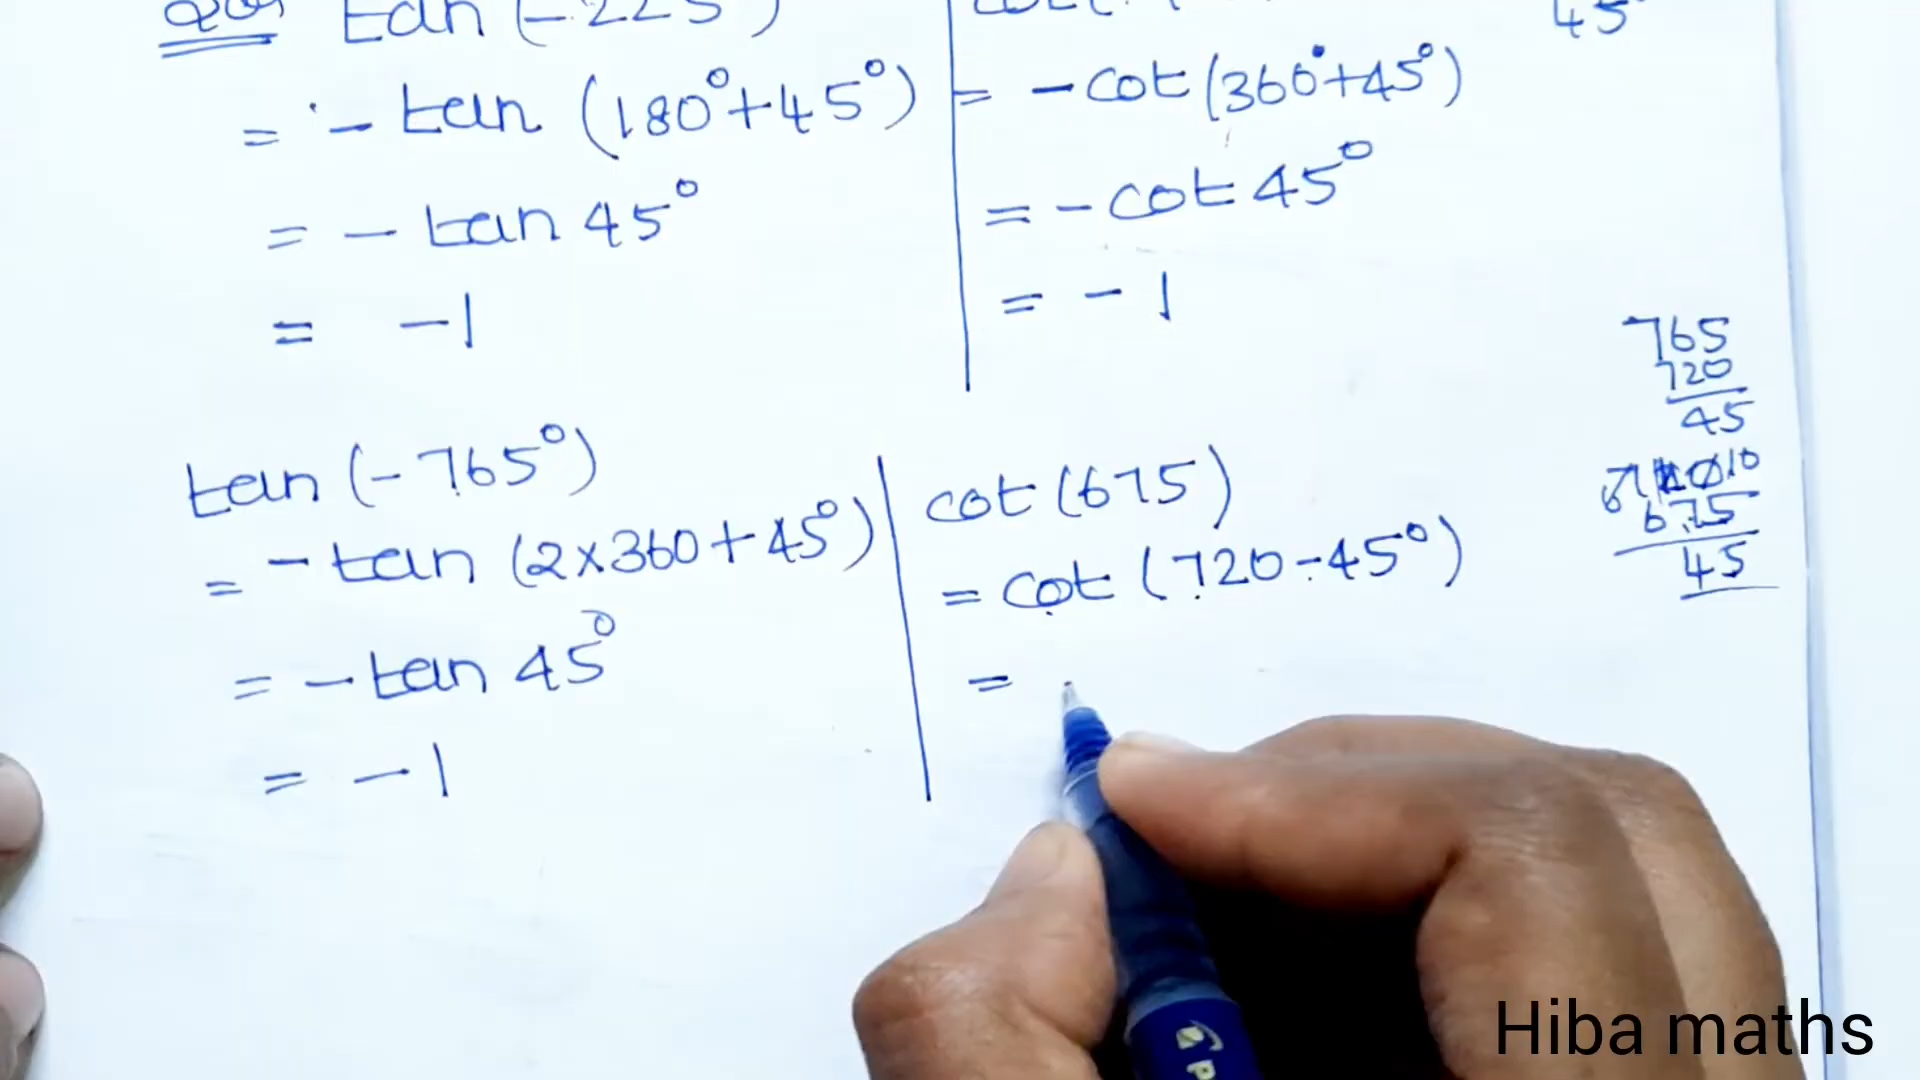 tan (-225
= - tan (180°+45°)
= - tan 45°
= -1
= -cot (360°+45°)
= - cot 45°
= - 1
45°
765
720
45
675
45
tan (-765°)
= - tan (2×360+45°)
= - tan 45°
= -1
cot (675)
= cot (720-45°)
=
Hiba maths